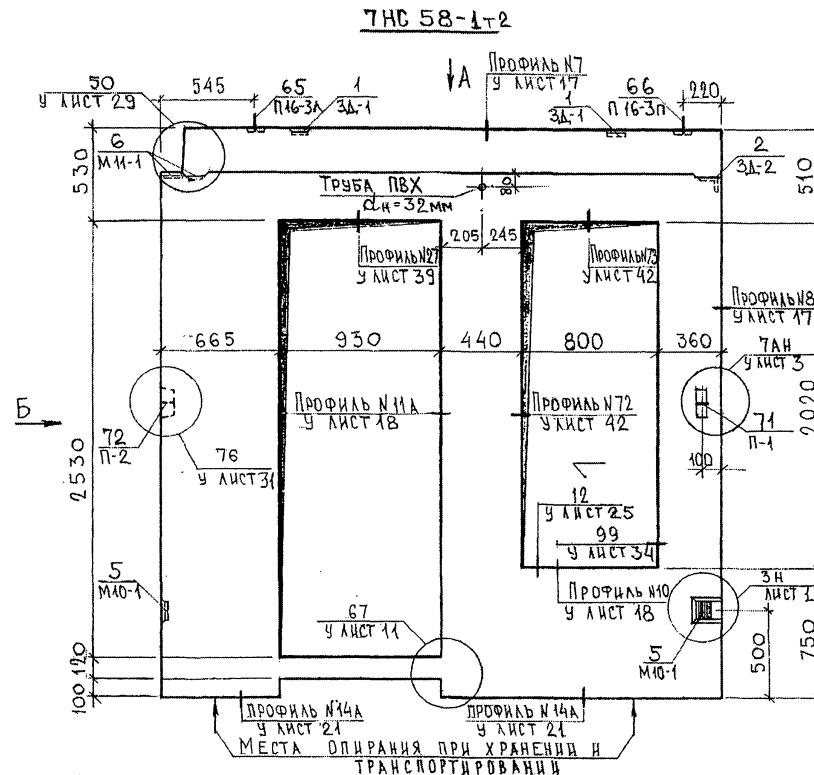 7НС 58-1т2
50
У ЛИСТ 29
545
65
П16-3Л
1
ЗД-1
А
ПРОФИЛЬ N7
У ЛИСТ 17
1
ЗД-1
66
П 16-3П
220
6
М11-1
2
ЗД-2
530
510
ТРУБА ПВХ
dн=32мм
80
205
245
ПРОФИЛЬ N27
У ЛИСТ 39
ПРОФИЛЬ N73
У ЛИСТ 42
ПРОФИЛЬ N8
У ЛИСТ 17
665
930
440
800
360
7АН
У ЛИСТ 3
Б
ПРОФИЛЬ N11А
У ЛИСТ 18
ПРОФИЛЬ N72
У ЛИСТ 42
72
П-2
71
П-1
76
У ЛИСТ 31
100
2530
2020
12
У ЛИСТ 25
99
У ЛИСТ 34
5
М10-1
ПРОФИЛЬ N10
У ЛИСТ 18
3Н
ЛИСТ 1
67
У ЛИСТ 11
5
М10-1
500
750
120
100
ПРОФИЛЬ N14А
У ЛИСТ 21
ПРОФИЛЬ N14А
У ЛИСТ 21
МЕСТА ОПИРАНИЯ ПРИ ХРАНЕНИИ И
ТРАНСПОРТИРОВАНИИ